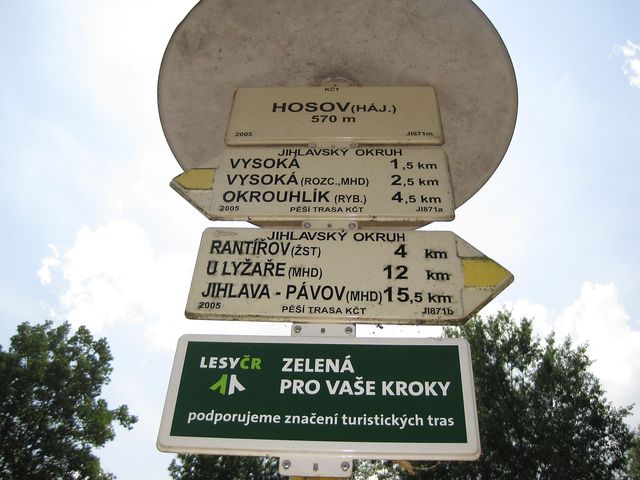 KČT
HOSOV (HÁJ.)
570 m
2005 JI871m
JIHLAVSKÝ OKRUH
VYSOKÁ 1,5 KM
VYSOKÁ (ROZC.,MHD) 2,5 KM
OKROUHLÍK (RYB.) 4,5 KM
2005 PĚŠÍ TRASA KČT JI871a
JIHLAVSKÝ OKRUH
RANTÍŘOV (ŽST) 4 KM
U LYŽAŘE (MHD) 12 KM
JIHLAVA - PÁVOV (MHD) 15,5 KM
2005 PĚŠÍ TRASA KČT JI871b
LESY ČR ZELENÁ
PRO VAŠE KROKY
podporujeme značení turistických tras